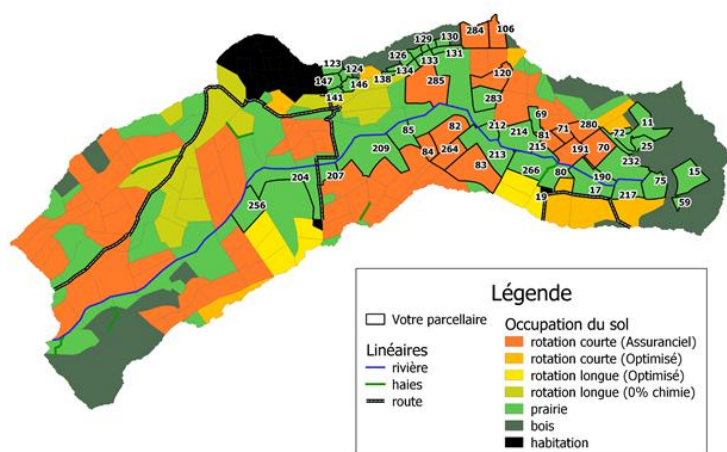 284 106
129 130
126 131
123 124 133
147 146 138 134
141 285 120
283
85 82 212 214 69 81 71 280 72 11
209 84 264 213 215 191 70 25
207 83 266 80 190 232 15
204 19 17 217 75 59
256
Légende
Votre parcellaire
Linéaires
rivière
haies
route
Occupation du sol
rotation courte (Assuranciel)
rotation courte (Optimisé)
rotation longue (Optimisé)
rotation longue (0% chimie)
prairie
bois
habitation